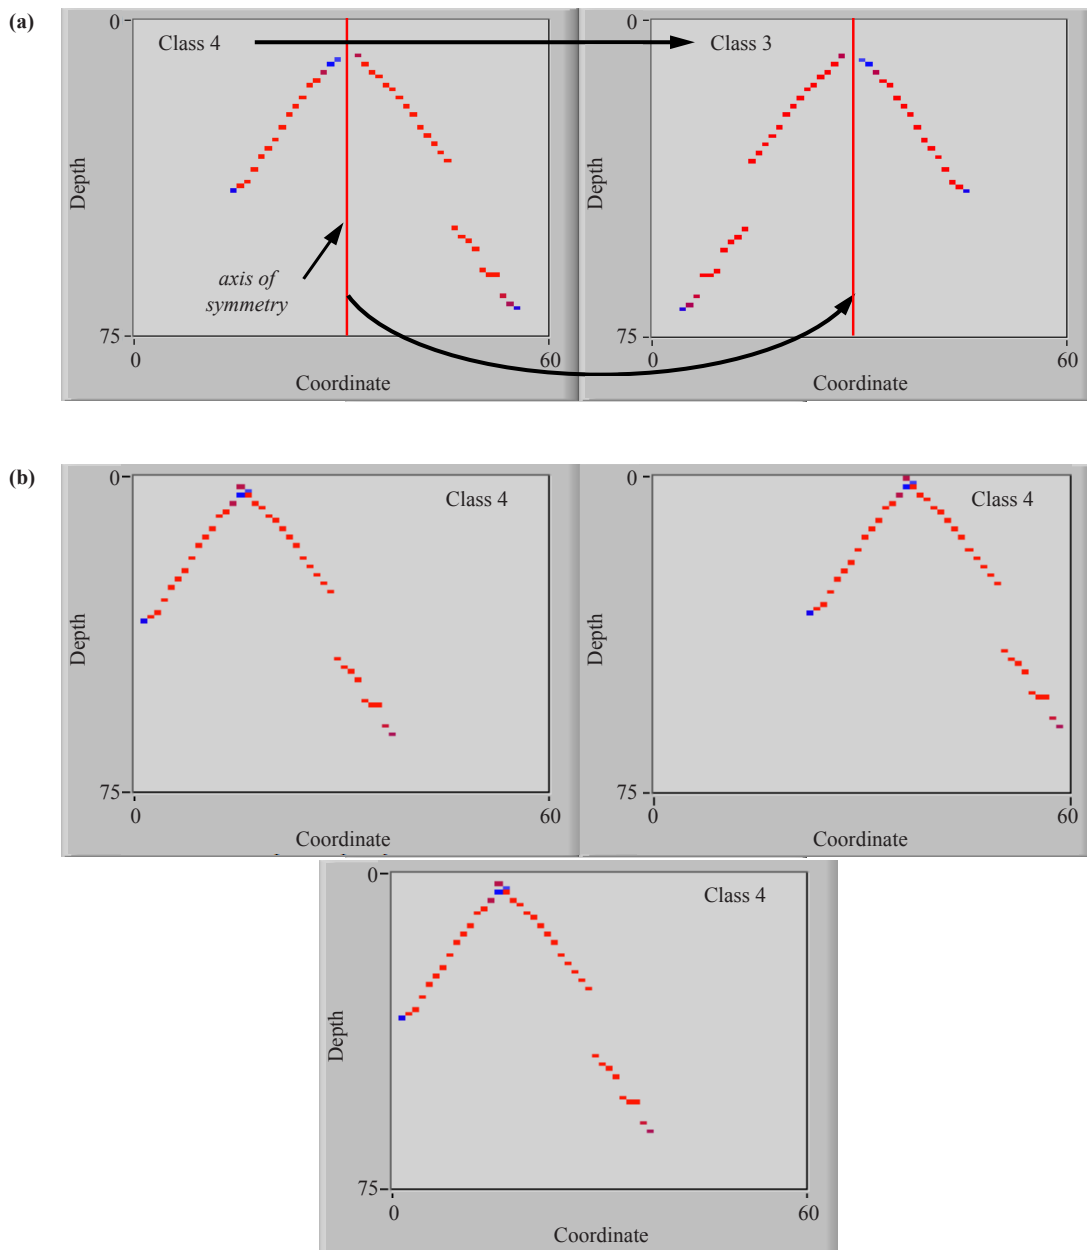 (a)
0
Class 4
Class 3
Depth
Depth
axis of
symmetry
75
75
0
60
0
60
Coordinate
Coordinate
(b)
0
Class 4
0
Class 4
Depth
Depth
75
75
0
60
0
60
Coordinate
Coordinate
0
Class 4
Depth
75
0
60
Coordinate